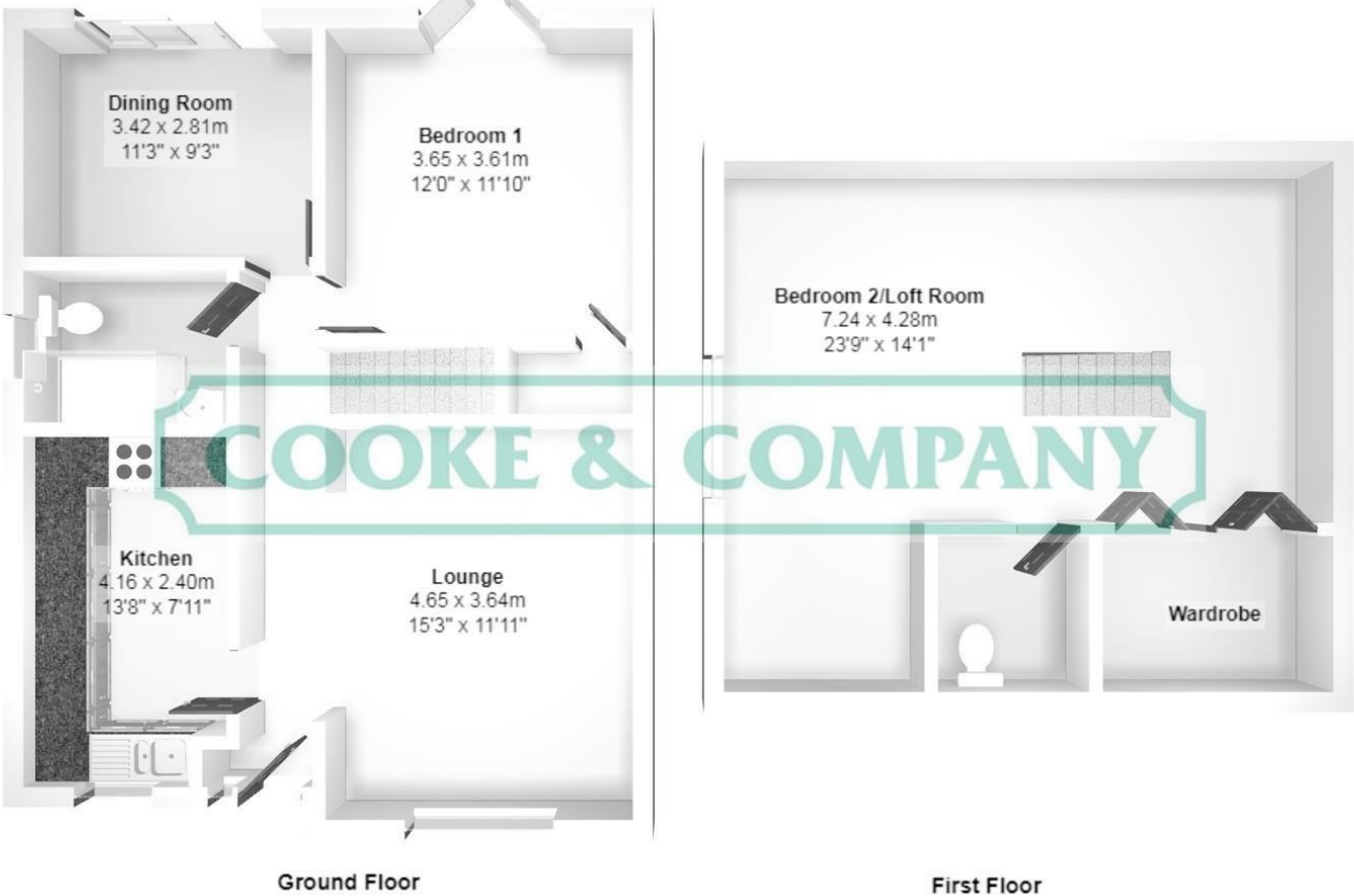 Dining Room
3.42 x 2.81m
11'3" x 9'3"
Bedroom 1
3.65 x 3.61m
12'0" x 11'10"
Bedroom 2/Loft Room
7.24 x 4.28m
23'9" x 14'1"
COOKE & COMPANY
Kitchen
4.16 x 2.40m
13'8" x 7'11"
Lounge
4.65 x 3.64m
15'3" x 11'11"
Wardrobe
Ground Floor
First Floor